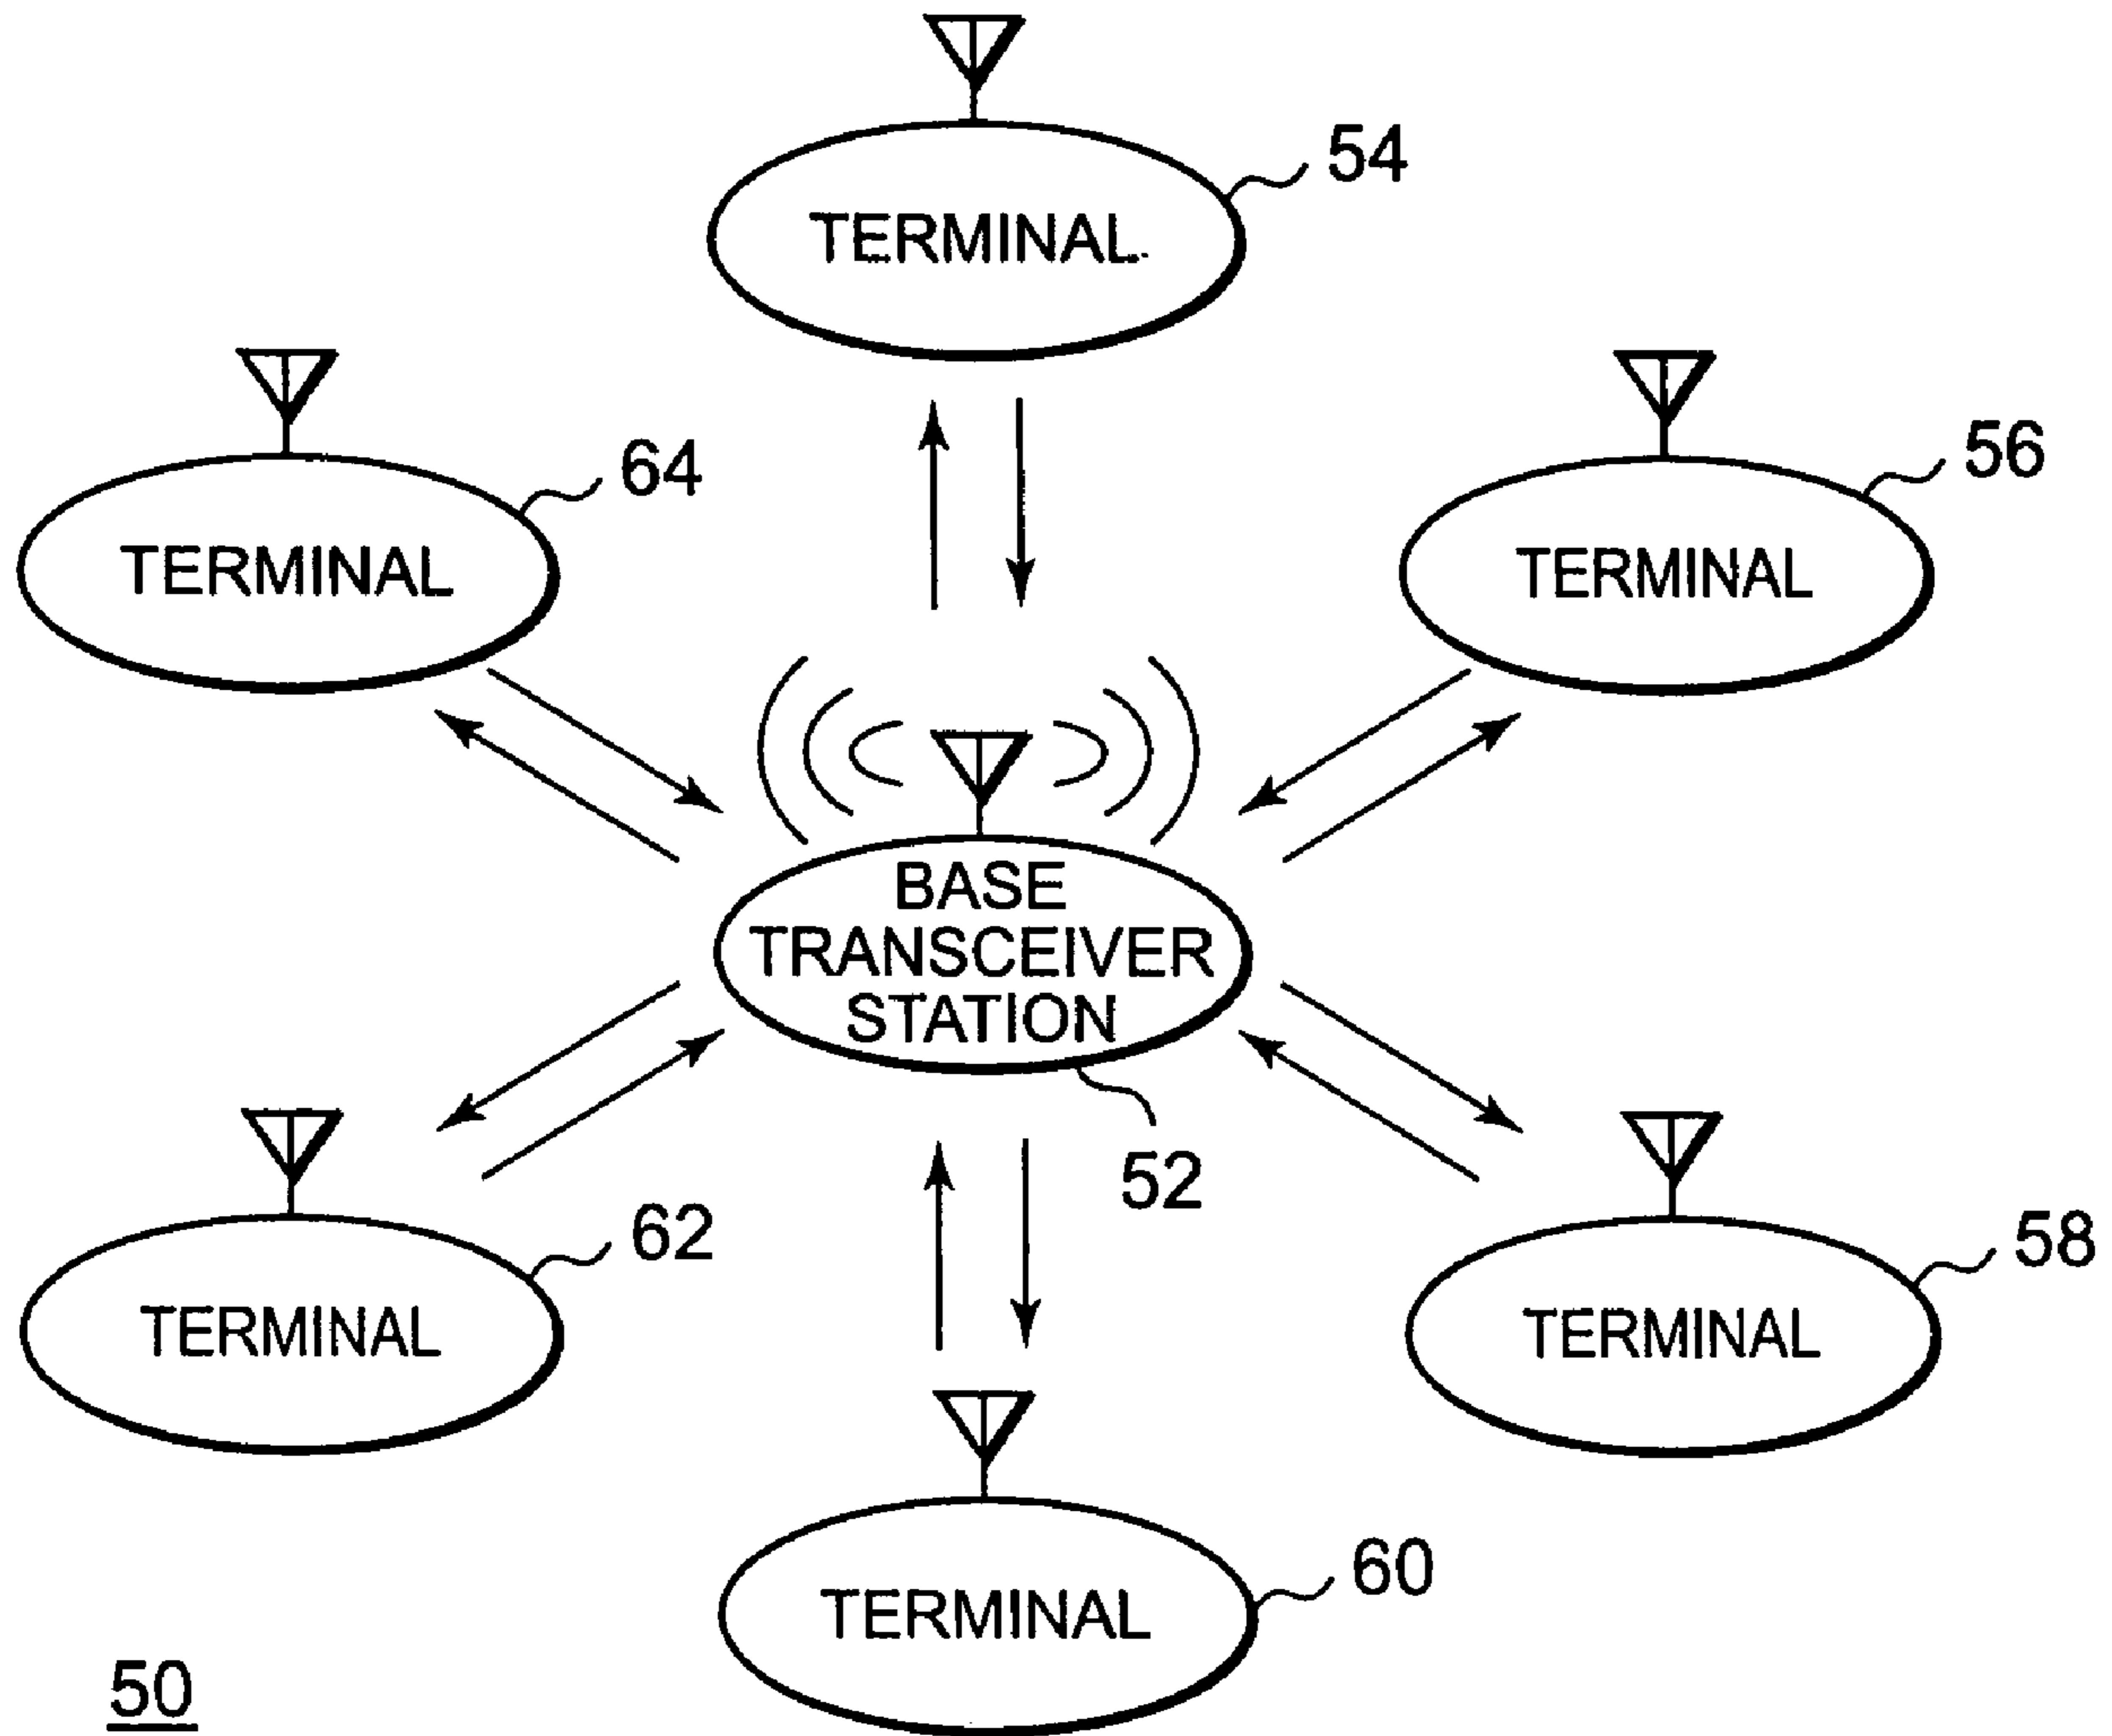 54
TERMINAL
64
56
TERMINAL
TERMINAL
BASE
TRANSCEIVER
STATION
52
62
58
TERMINAL
TERMINAL
60
TERMINAL
50